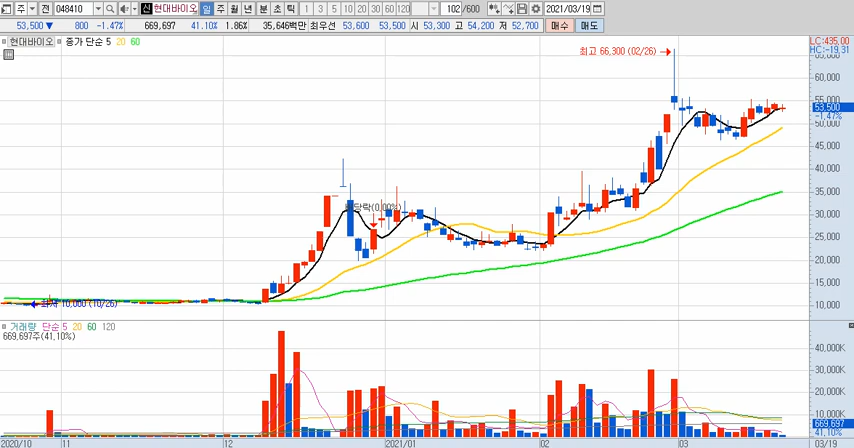 주 전 048410 신 현대바이오 일 주 월 년 분 초 틱 1 3 5 10 20 30 60 120 102 /600 2021/03/19
53,500 ▼ 800 -1.47% 669,697 41.10% 1.86% 35,646백만 최우선 53,600 53,500 시 53,300 고 54,200 저 52,700 매수 매도
현대바이오 종가 단순 5 20 60
LC:435.00
HC:-19.31
최고 66,300 (02/26)
65,000
60,000
55,000
53,500
-1.47%
50,000
45,000
40,000
35,000
배당락(0.00%)
30,000
25,000
20,000
15,000
10,000
최저 10,000 (10/26)
거래량 단순 5 20 60 120
669,697주(41.10%)
40,000K
30,000K
20,000K
10,000K
669,697
41.10%
2020/10 11 12 2021/01 02 03 03/19